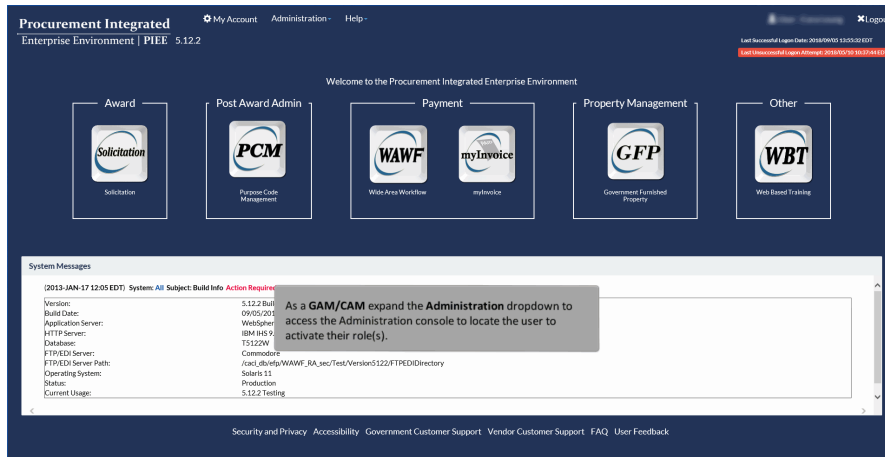 Procurement Integrated
Enterprise Environment | PIEE 5.12.2
My Account Administration Help
Logou
Last Successful Logon Date: 2018/09/05 13:55:32 EDT
Last Unsuccessful Logon Attempt: 2018/05/10 10:37:44 ED
Welcome to the Procurement Integrated Enterprise Environment
Award
Solicitation
Solicitation
Post Award Admin
PCM
Purpose Code
Management
Payment
WAWF
Wide Area Workflow
myInvoice
myInvoice
Property Management
GFP
Government Furnished
Property
Other
WBT
Web Based Training
System Messages
(2013-JAN-17 12:05 EDT) System: All Subject: Build Info Action Require
Version: 5.12.2 Buil
Build Date: 09/05/201
Application Server: WebSpher
HTTP Server: IBM IHS 9.
Database: T5122W
FTP/EDI Server: Commodore
FTP/EDI Server Path: /caci_db/efp/WAWF_RA_sec/Test/Version5122/FTPEDIDirectory
Operating System: Solaris 11
Status: Production
Current Usage: 5.12.2 Testing
As a GAM/CAM expand the Administration dropdown to
access the Administration console to locate the user to
activate their role(s).
Security and Privacy Accessibility Government Customer Support Vendor Customer Support FAQ User Feedback